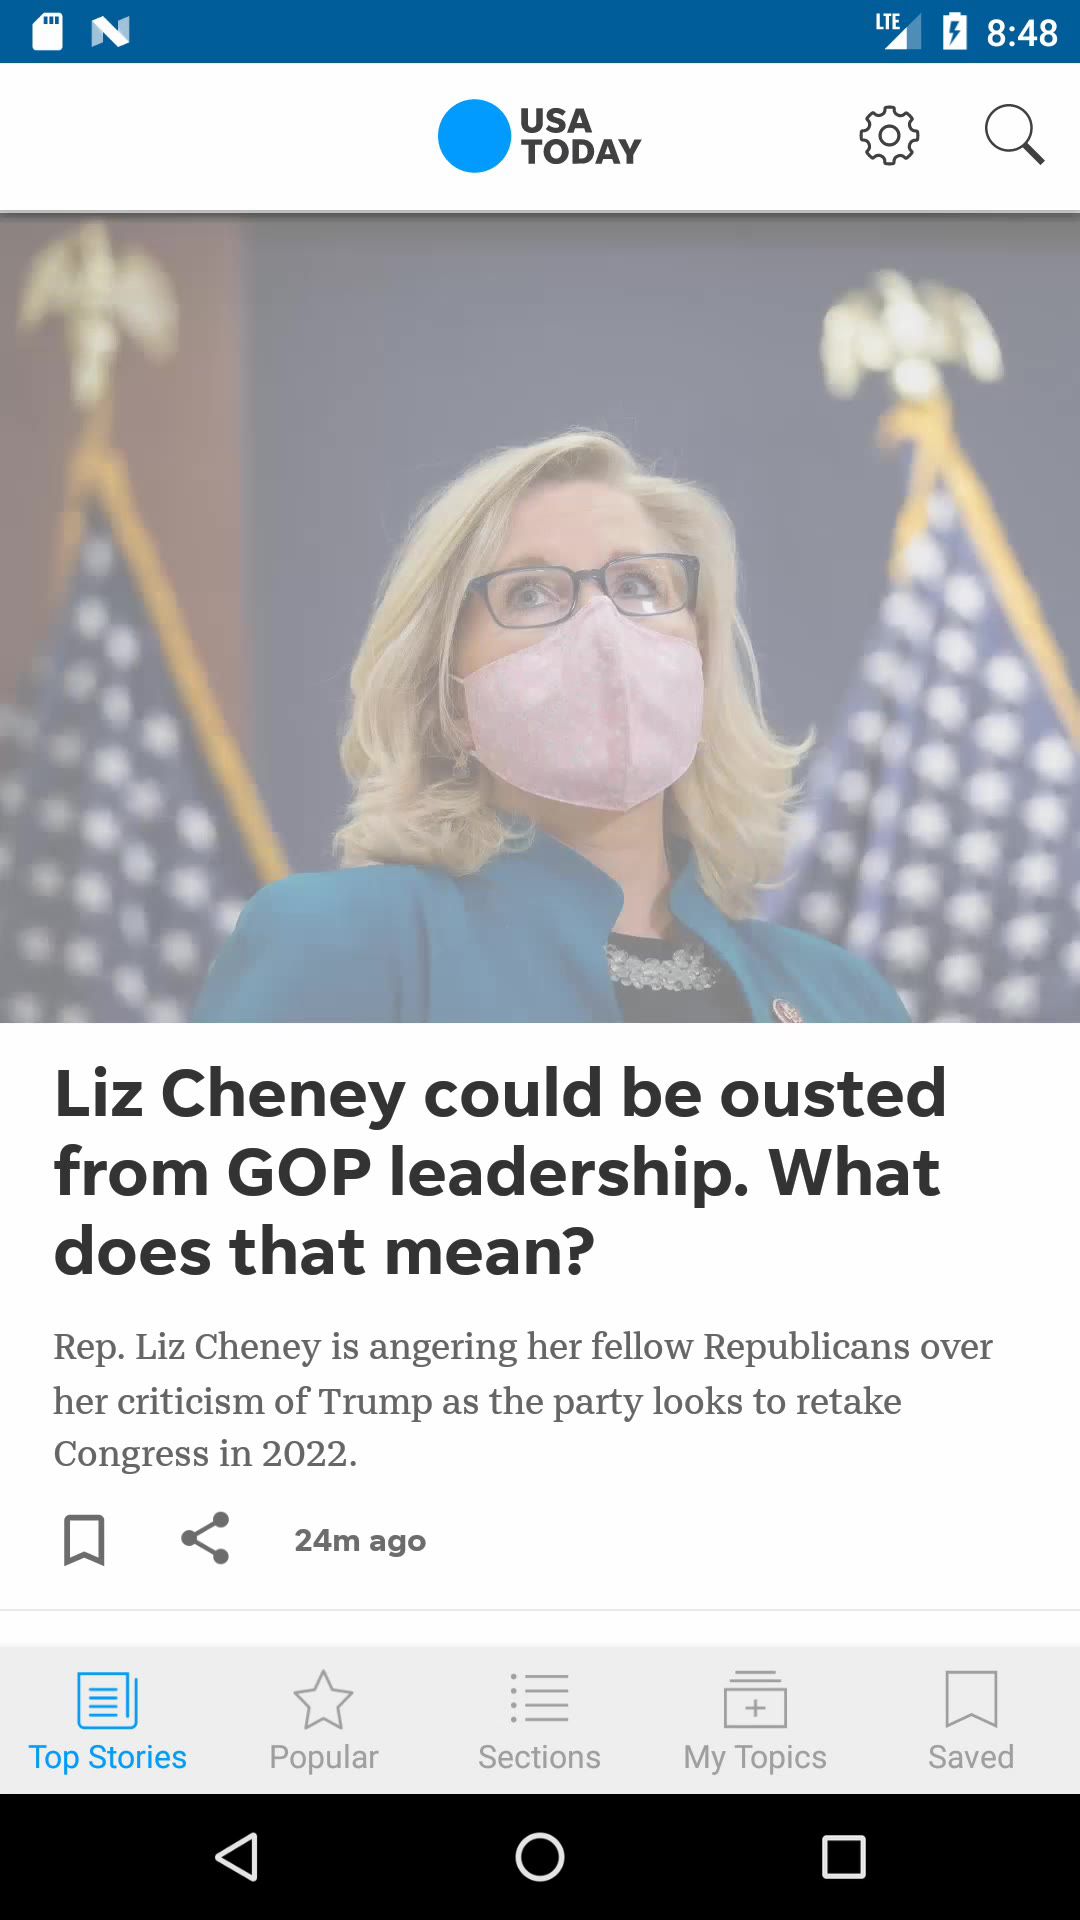 LTE 8:48
USA
TODAY
Liz Cheney could be ousted
from GOP leadership. What
does that mean?
Rep. Liz Cheney is angering her fellow Republicans over
her criticism of Trump as the party looks to retake
Congress in 2022.
24m ago
Top Stories Popular Sections My Topics Saved